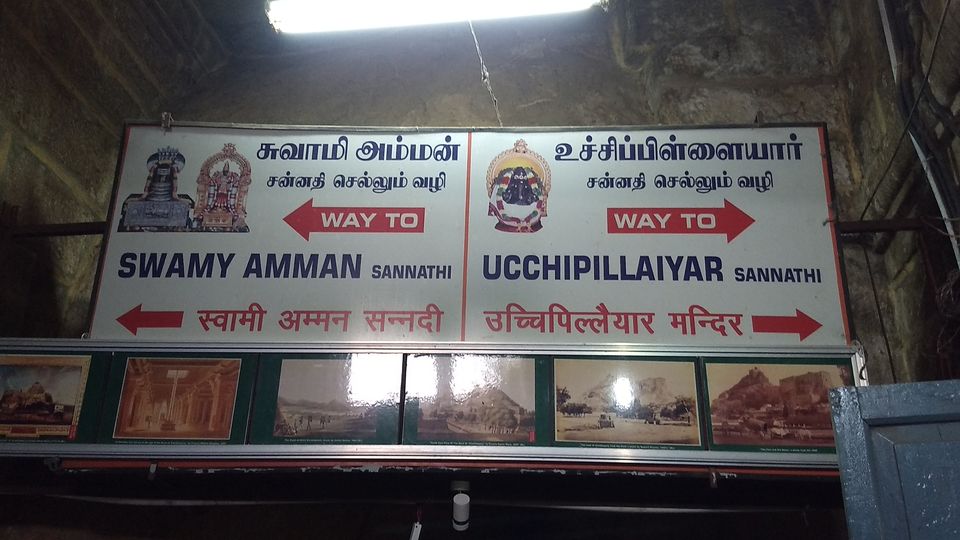 சுவாமி அம்மன்
சன்னதி செல்லும் வழி
WAY TO
SWAMY AMMAN SANNATHI
स्वामी अम्मन सन्नदी
உச்சிப்பிள்ளையார்
சன்னதி செல்லும் வழி
WAY TO
UCCHIPILLAIYAR SANNATHI
उच्चिपिल्लैयार मन्दिर